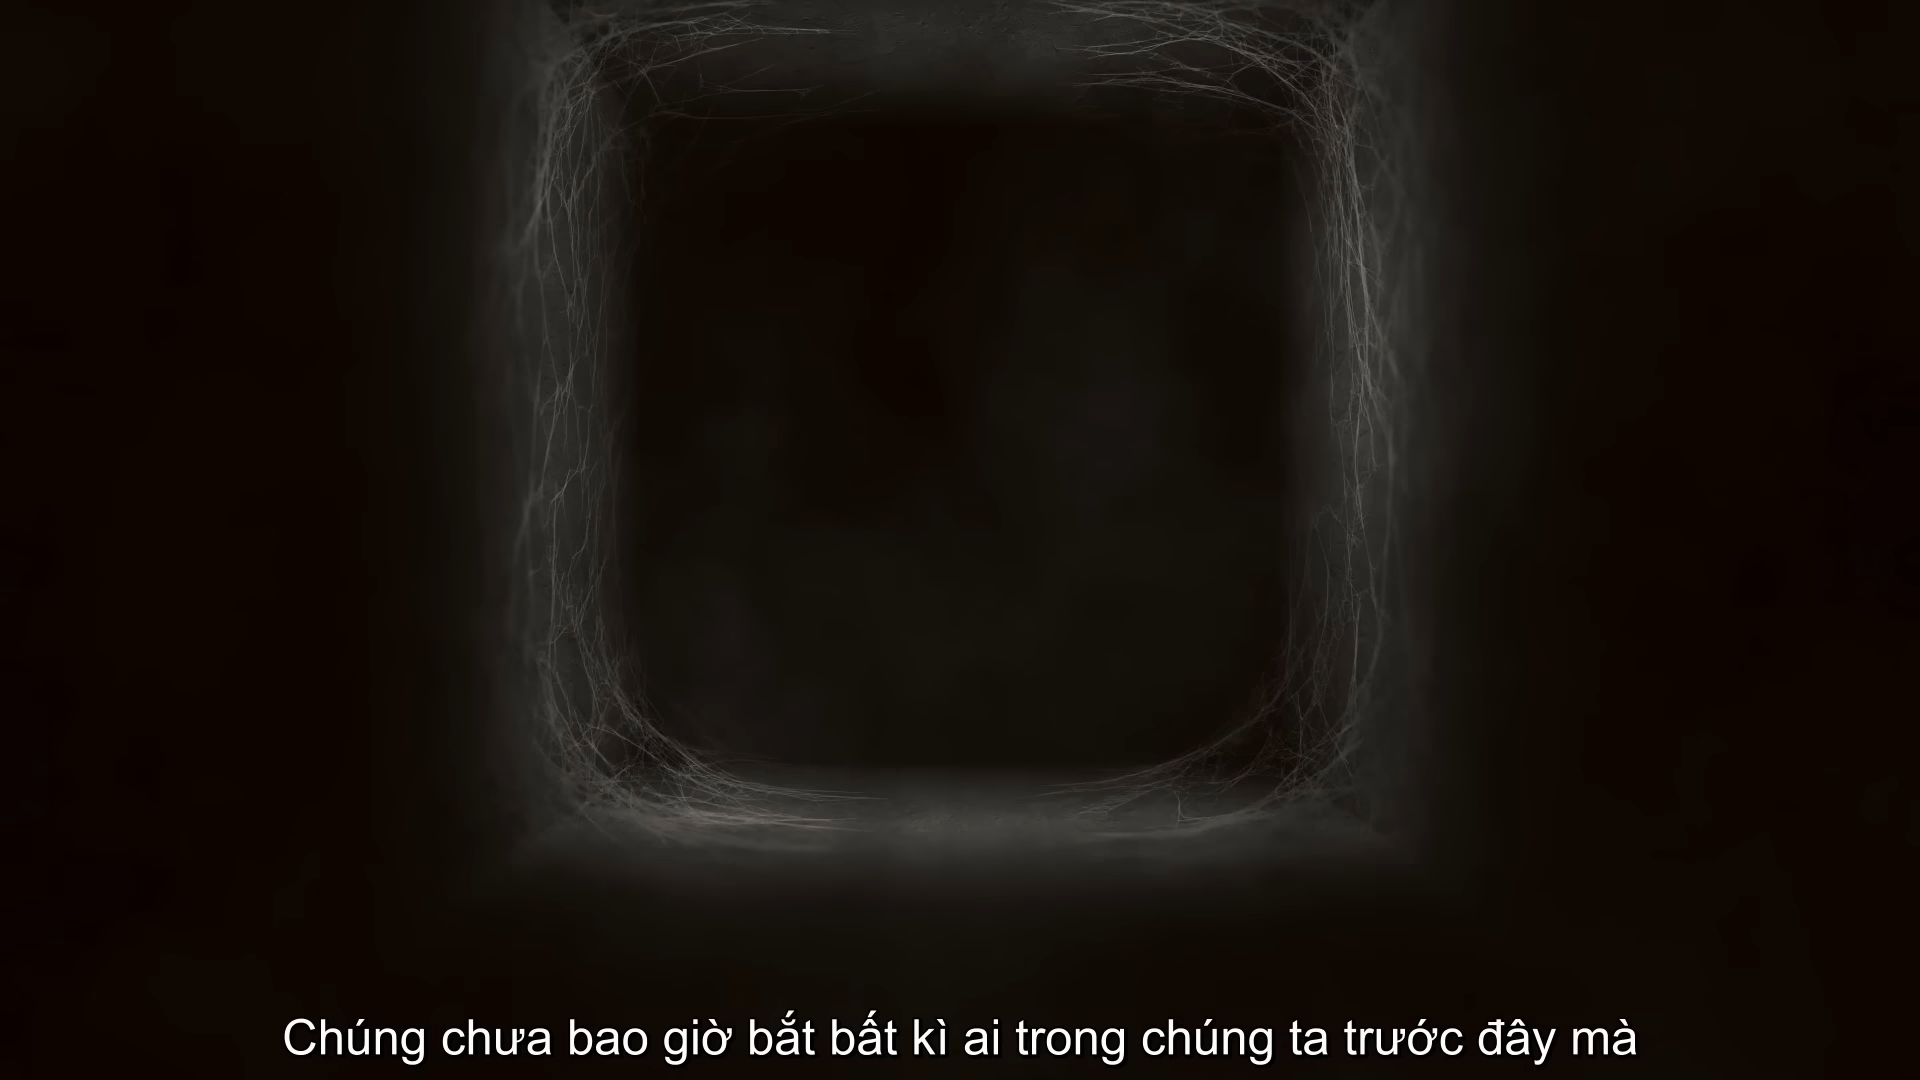 Chúng chưa bao giờ bắt bất kì ai trong chúng ta trước đây mà